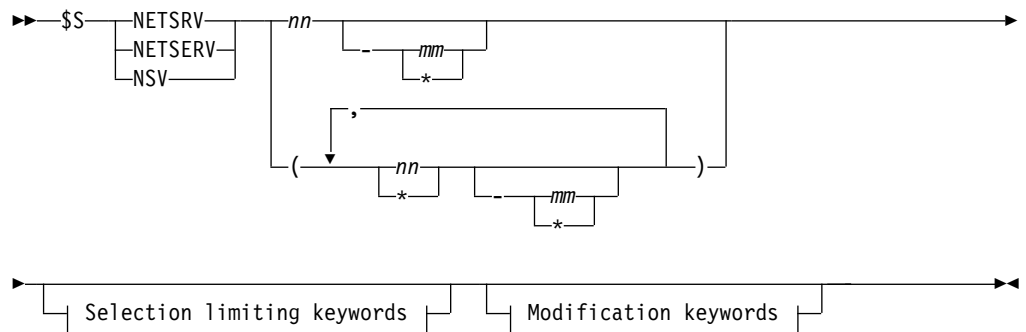 $S NETSRV nn
NETSERV - mm
NSV *
,
( nn )
* - mm
*
Selection limiting keywords Modification keywords